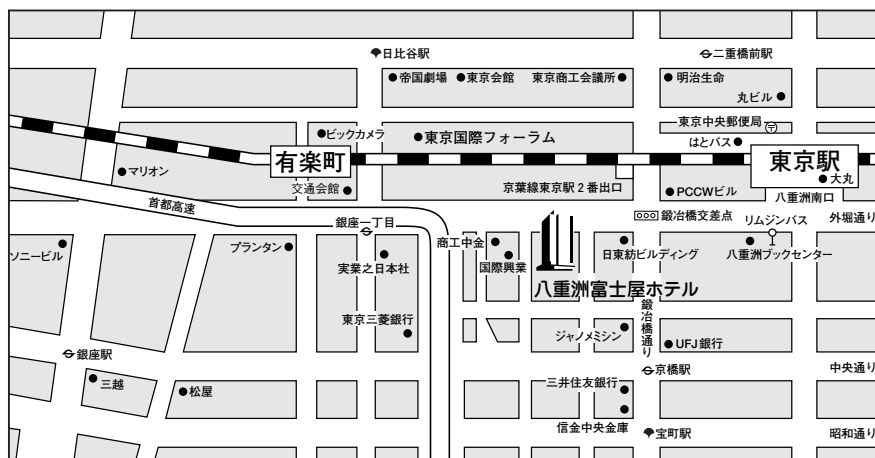 日比谷駅
二重橋前駅
帝国劇場
東京会館
東京商工会議所
明治生命
丸ビル
東京中央郵便局
ビックカメラ
東京国際フォーラム
はとバス
有楽町
東京駅
マリオン
交通会館
京葉線東京駅2番出口
PCCWビル
大丸
八重洲南口
首都高速
銀座一丁目
鍛冶橋交差点
リムジンバス
外堀通り
ソニービル
プランタン
実業之日本社
商工中金
国際興業
日東紡ビルディング
八重洲ブックセンター
八重洲富士屋ホテル
鍛冶橋通り
東京三菱銀行
ジャノメミシン
UFJ銀行
銀座駅
京橋駅
中央通り
三越
松屋
三井住友銀行
信金中央金庫
宝町駅
昭和通り